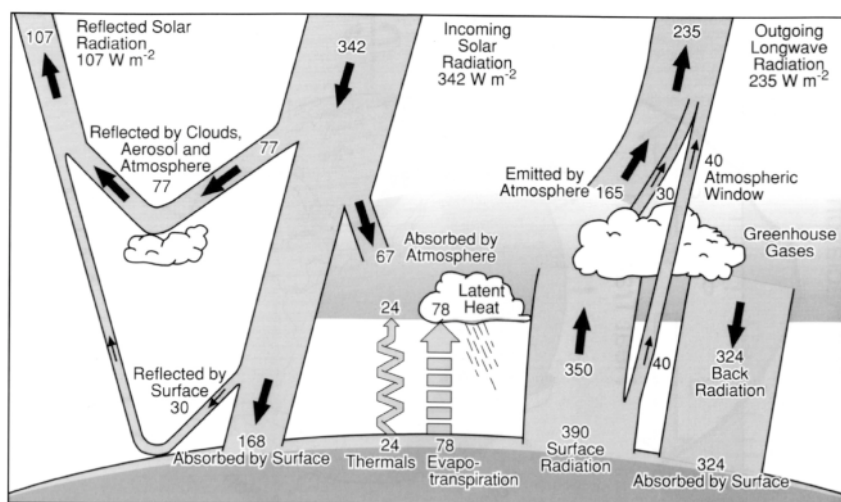 107
Reflected Solar
Radiation
107 W m⁻²
342
Incoming
Solar
Radiation
342 W m⁻²
235
Outgoing
Longwave
Radiation
235 W m⁻²
Reflected by Clouds,
Aerosol and
Atmosphere
77
77
Emitted by
Atmosphere
165
30
40
Atmospheric
Window
Absorbed by
Atmosphere
67
Greenhouse
Gases
Latent
Heat
24
78
350
40
324
Back
Radiation
Reflected by
Surface
30
168
Absorbed by Surface
24
Thermals
78
Evapo-
transpiration
390
Surface
Radiation
324
Absorbed by Surface